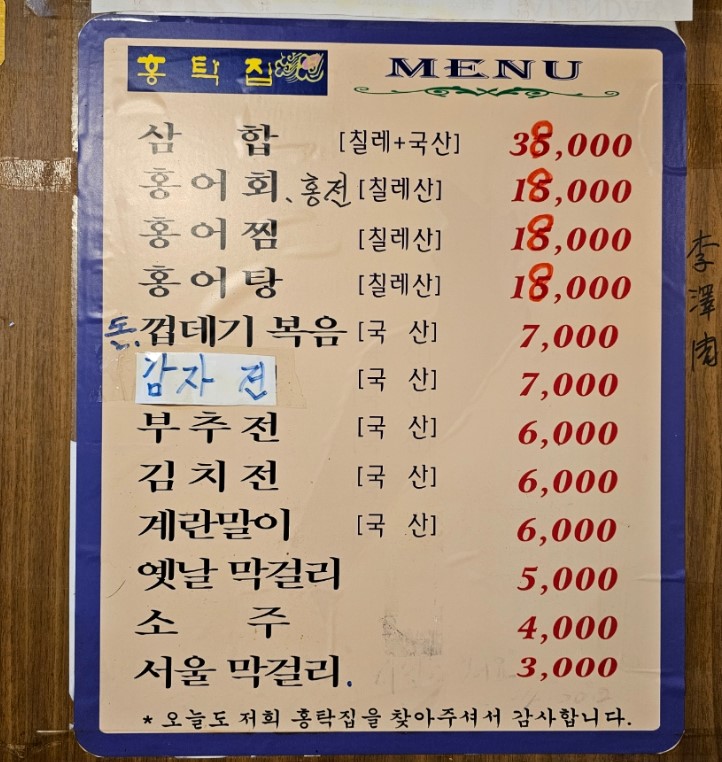 홍탁집 MENU
삼 합 [칠레+국산] 38,000
홍어회、홍전 [칠레산] 18,000
홍어찜 [칠레산] 18,000
홍어탕 [칠레산] 18,000
돈.껍데기 볶음 [국 산] 7,000
감자 전 [국 산] 7,000
부추전 [국 산] 6,000
김치전 [국 산] 6,000
계란말이 [국 산] 6,000
옛날 막걸리 5,000
소 주 4,000
서울 막걸리. 3,000
* 오늘도 저희 홍탁집을 찾아주셔서 감사합니다.
李澤